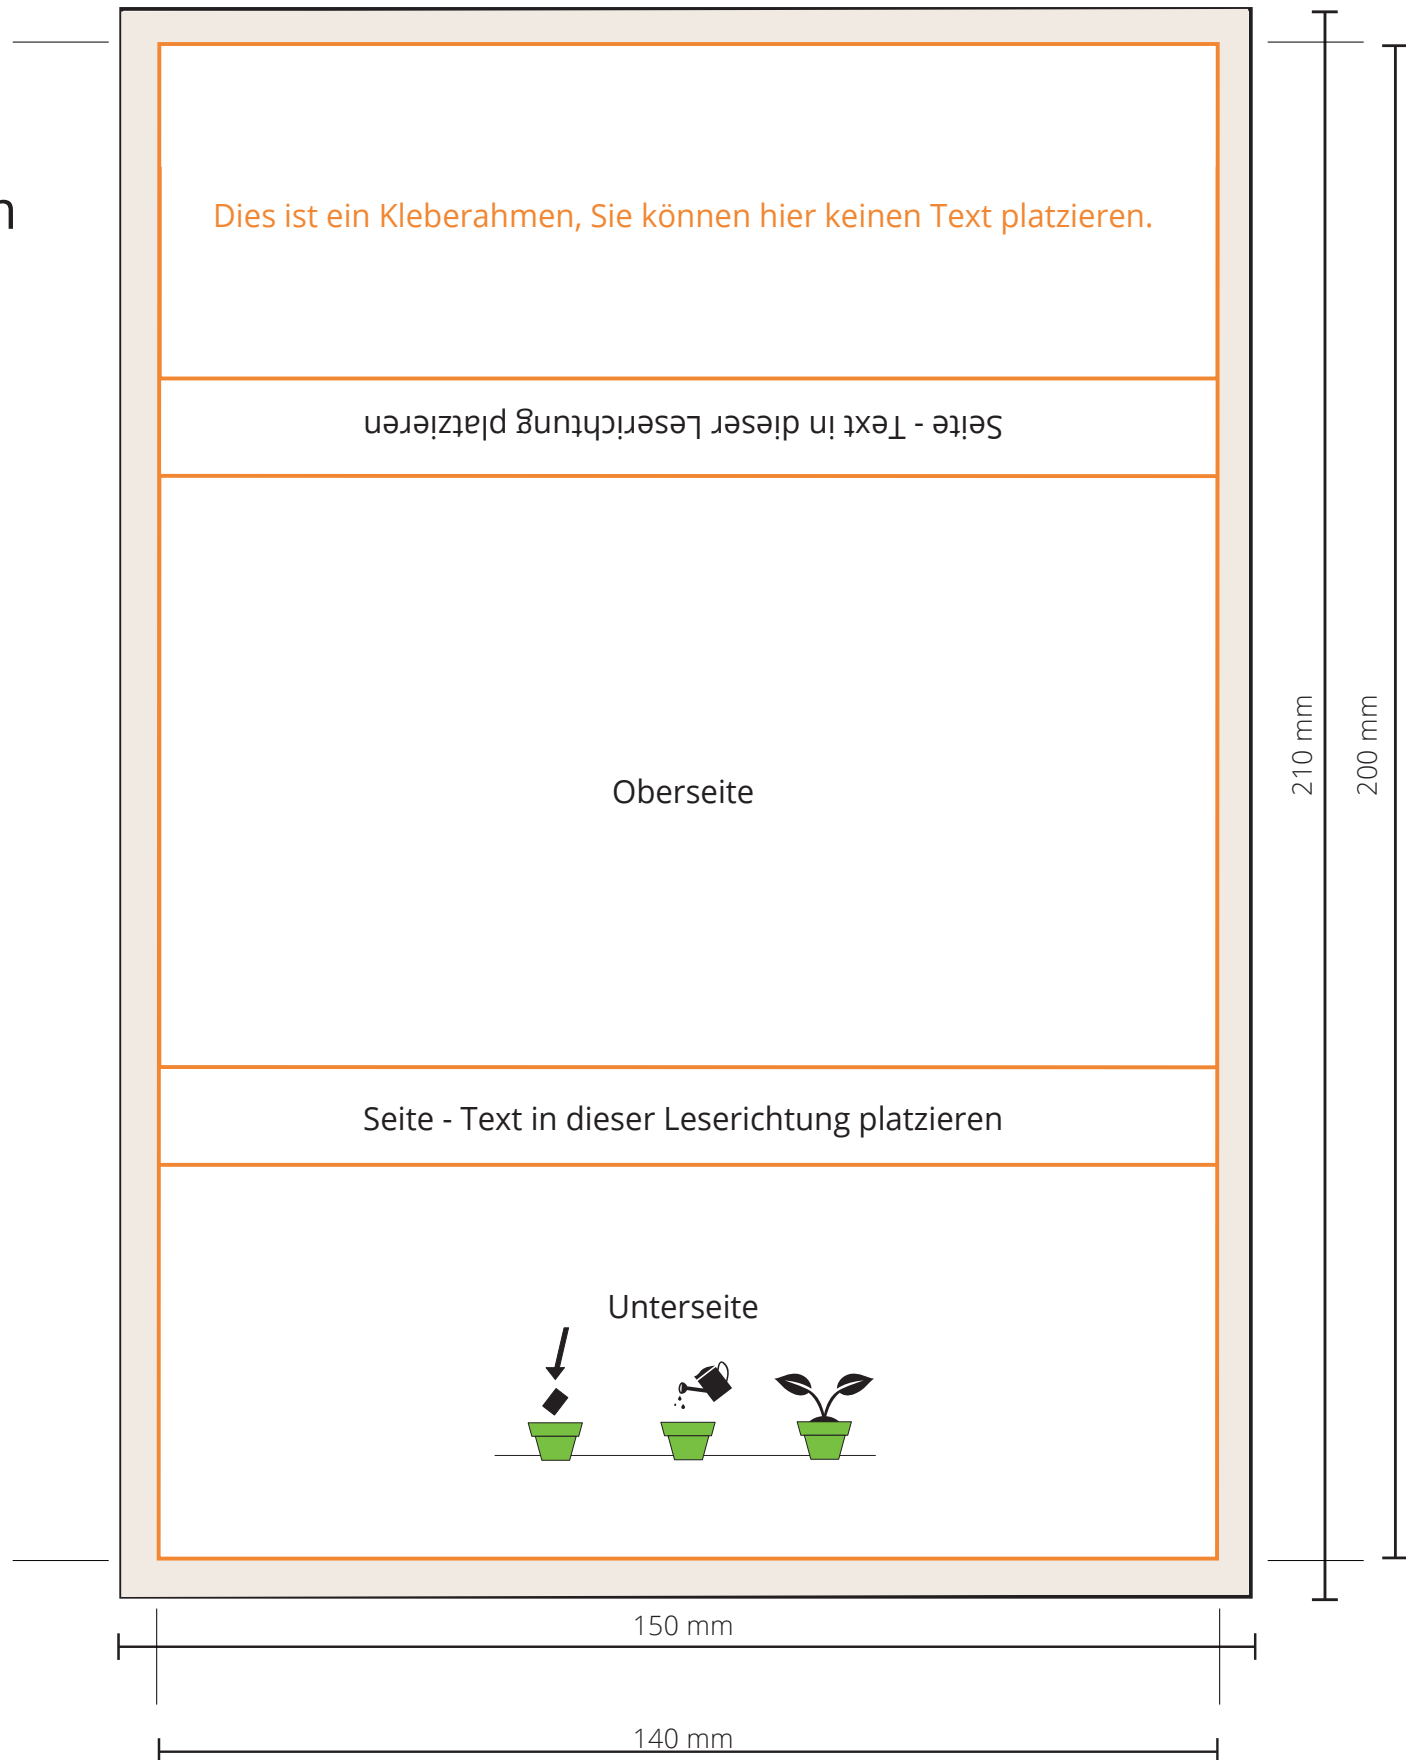 Dies ist ein Kleberahmen, Sie können hier keinen Text platzieren.
Seite - Text in dieser Leserichtung platzieren
Oberseite
210 mm
200 mm
Seite - Text in dieser Leserichtung platzieren
Unterseite
150 mm
140 mm